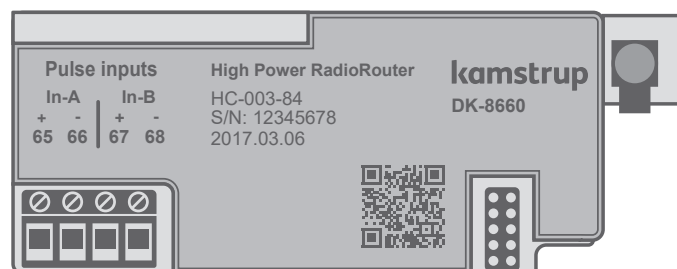 Pulse inputs
In-A In-B
+ - + -
65 66 67 68
High Power RadioRouter
HC-003-84
S/N: 12345678
2017.03.06
kamstrup
DK-8660